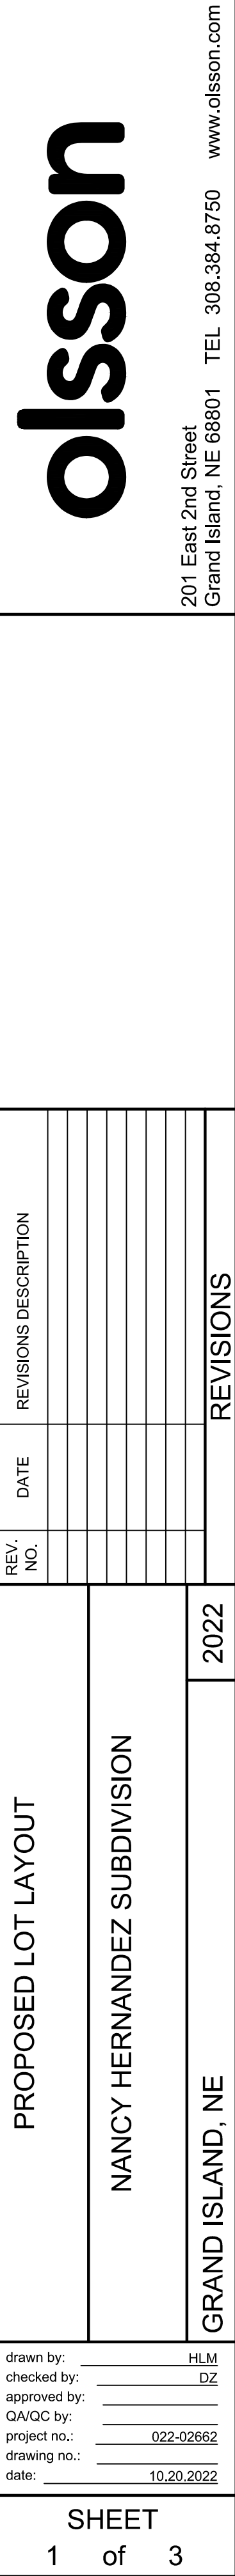 olsson
201 East 2nd Street
Grand Island, NE 68801 TEL 308.384.8750 www.olsson.com
REV. NO.
DATE
REVISIONS DESCRIPTION
REVISIONS
PROPOSED LOT LAYOUT
NANCY HERNANDEZ SUBDIVISION
GRAND ISLAND, NE
2022
drawn by: HLM
checked by: DZ
approved by:
QA/QC by:
project no.: 022-02662
drawing no.:
date: 10.20.2022
SHEET
1 of 3